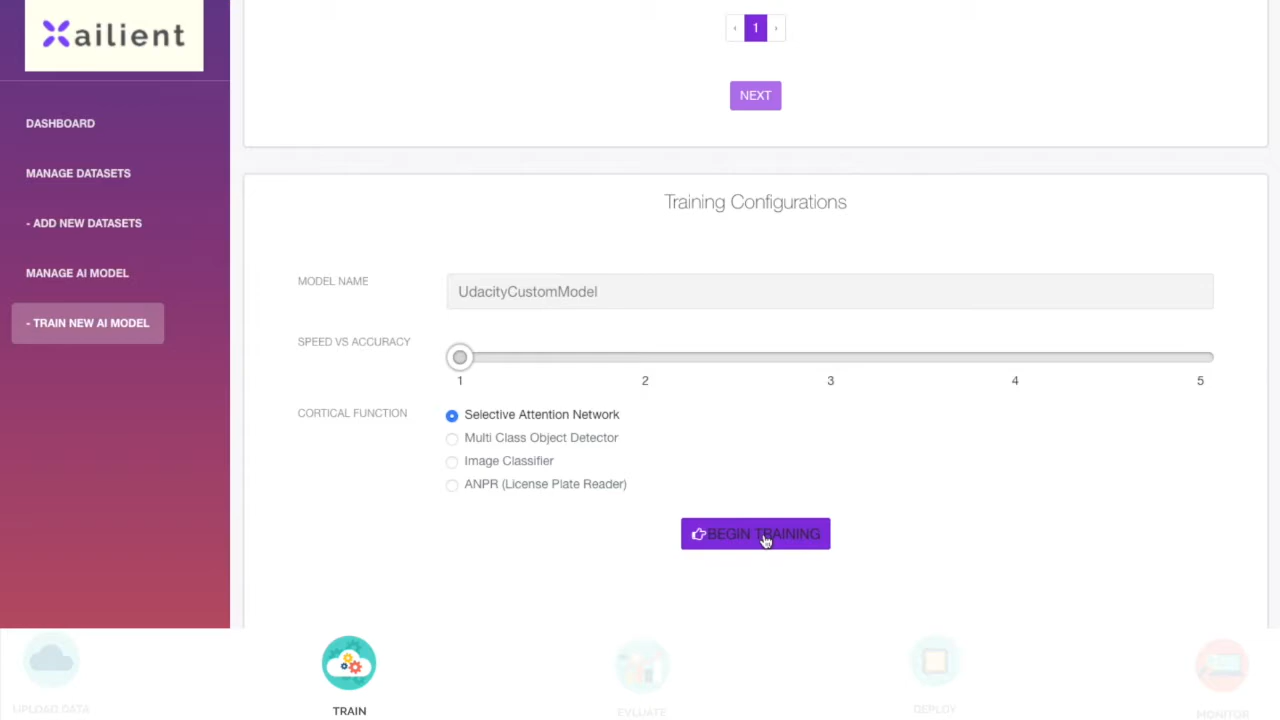 Xailient
‹ 1 ›
NEXT
DASHBOARD
MANAGE DATASETS
- ADD NEW DATASETS
MANAGE AI MODEL
- TRAIN NEW AI MODEL
Training Configurations
MODEL NAME
UdacityCustomModel
SPEED VS ACCURACY
1 2 3 4 5
CORTICAL FUNCTION
Selective Attention Network
Multi Class Object Detector
Image Classifier
ANPR (License Plate Reader)
BEGIN TRAINING
UPLOAD DATA
TRAIN
EVLUATE
DEPLOY
MONITOR